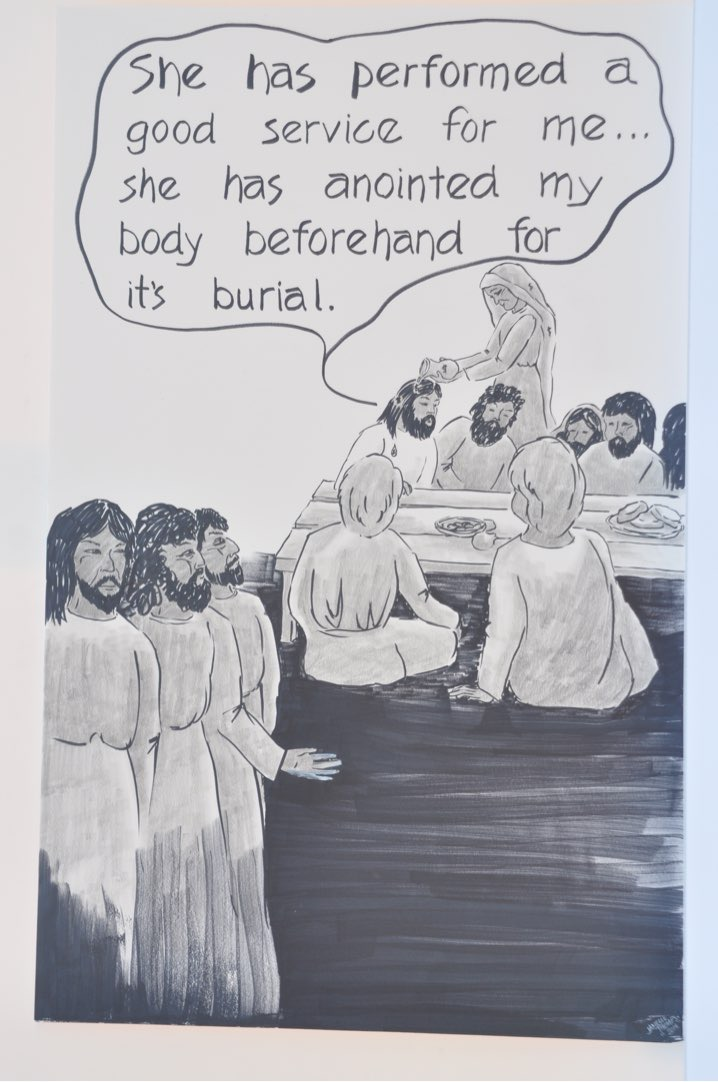 She has performed a
good service for me...
she has anointed my
body beforehand for
it's burial.